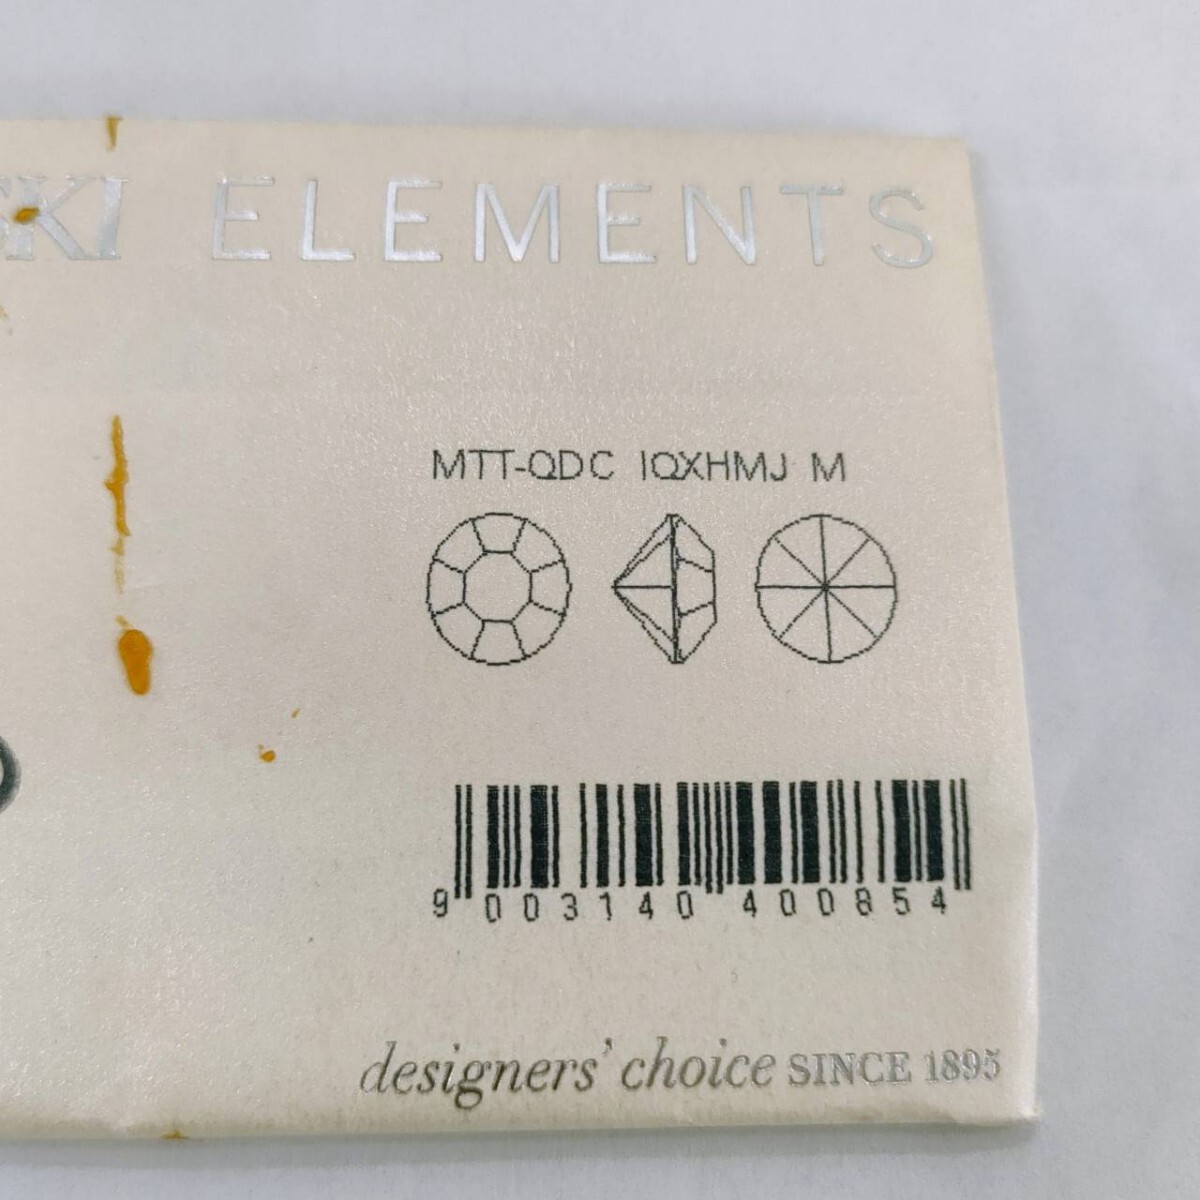 SKI ELEMENTS
MTT-QDC IQXHMJ M
9 003140 400854
designers' choice SINCE 1895